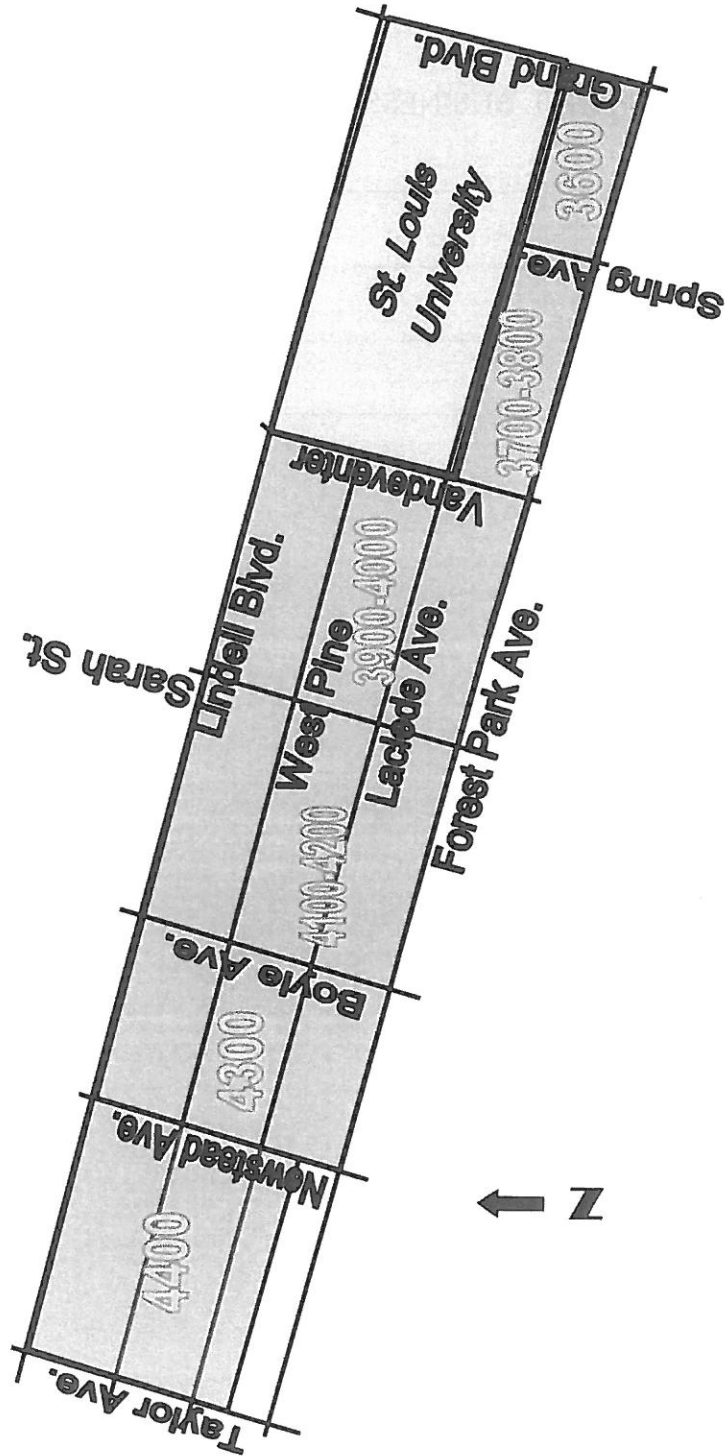 Grand Blvd.
3600
St. Louis
University
Spring Ave.
3700-3800
Vandeventer
Lindell Blvd.
West Pine
3900-4000
Laclede Ave.
Forest Park Ave.
Sarah St.
4100-4200
Boyle Ave.
4300
Newstead Ave.
4400
Taylor Ave.
N